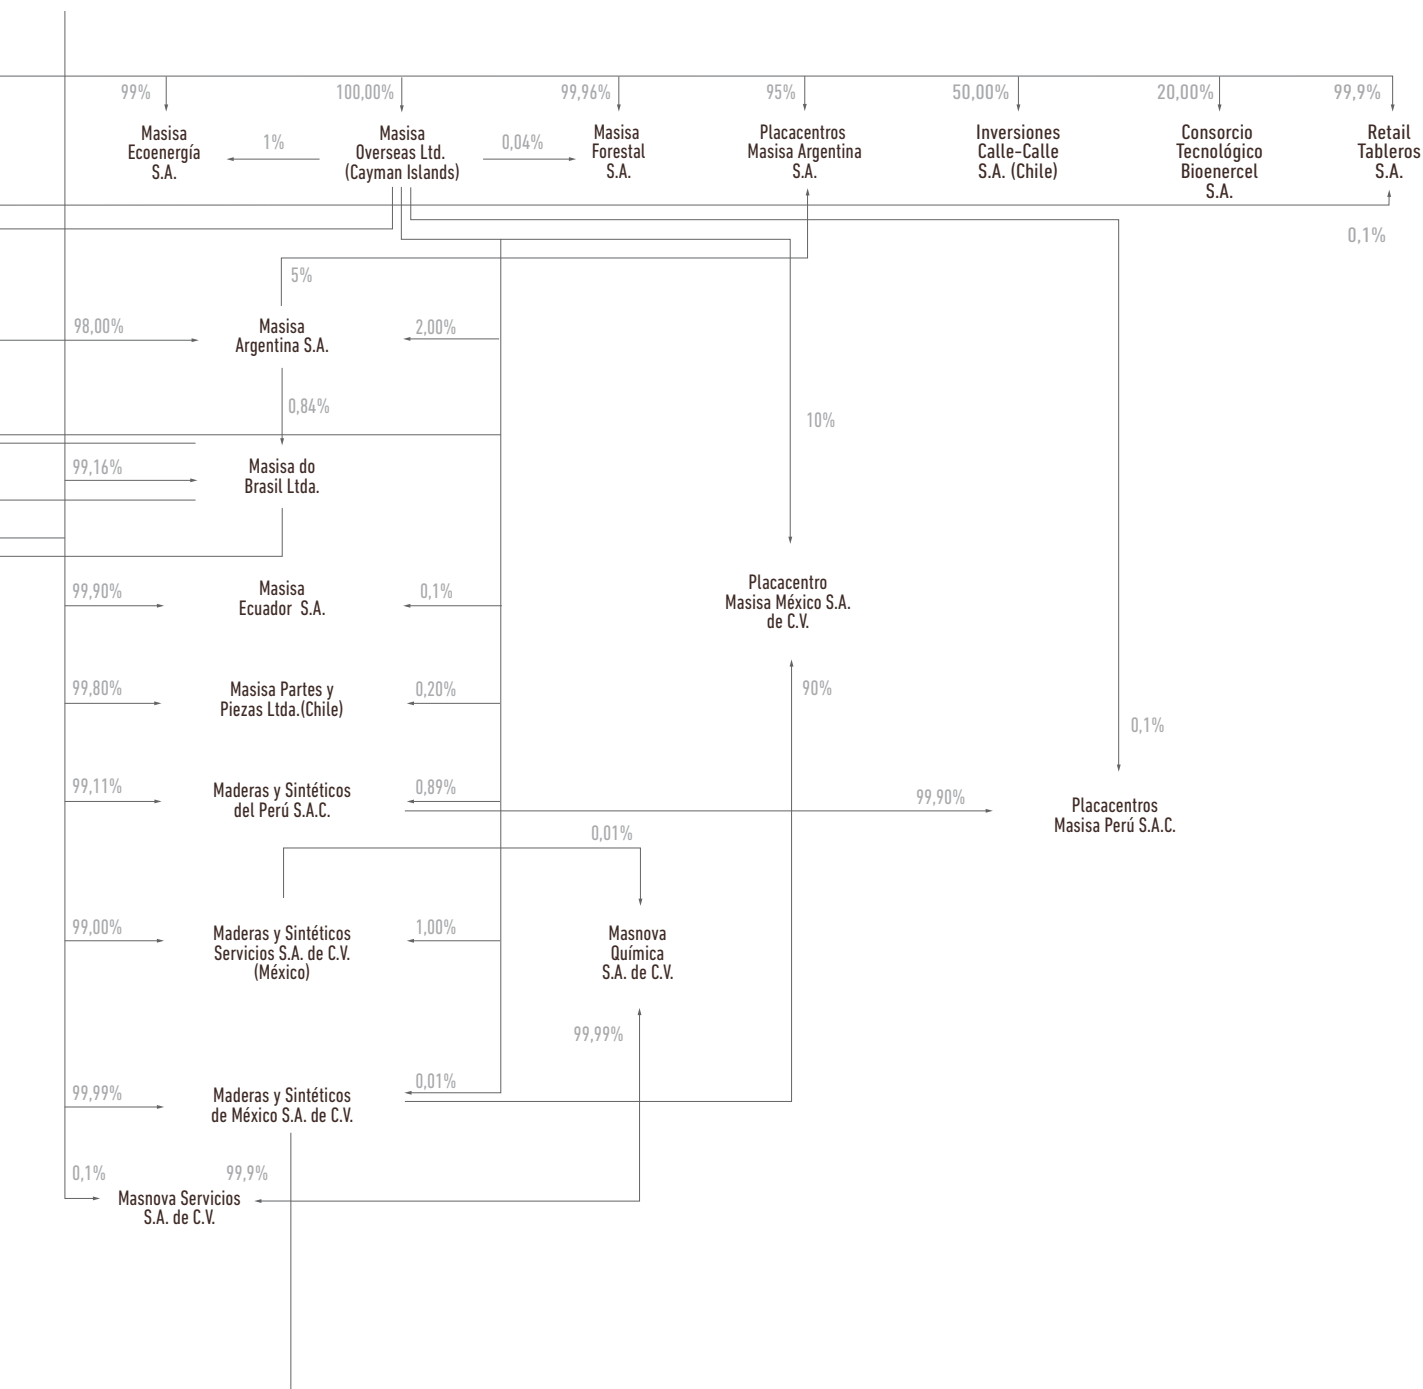 99%
100,00%
99,96%
95%
50,00%
20,00%
99,9%
Masisa
Ecoenergía
S.A.
1%
Masisa
Overseas Ltd.
(Cayman Islands)
0,04%
Masisa
Forestal
S.A.
Placacentros
Masisa Argentina
S.A.
Inversiones
Calle-Calle
S.A. (Chile)
Consorcio
Tecnológico
Bioenercel
S.A.
Retail
Tableros
S.A.
0,1%
5%
98,00%
Masisa
Argentina S.A.
2,00%
0,84%
10%
99,16%
Masisa do
Brasil Ltda.
99,90%
Masisa
Ecuador S.A.
0,1%
Placacentro
Masisa México S.A.
de C.V.
99,80%
Masisa Partes y
Piezas Ltda.(Chile)
0,20%
90%
0,1%
99,11%
Maderas y Sintéticos
del Perú S.A.C.
0,89%
99,90%
Placacentros
Masisa Perú S.A.C.
0,01%
99,00%
Maderas y Sintéticos
Servicios S.A. de C.V.
(México)
1,00%
Masnova
Química
S.A. de C.V.
99,99%
99,99%
Maderas y Sintéticos
de México S.A. de C.V.
0,01%
0,1%
99,9%
Masnova Servicios
S.A. de C.V.